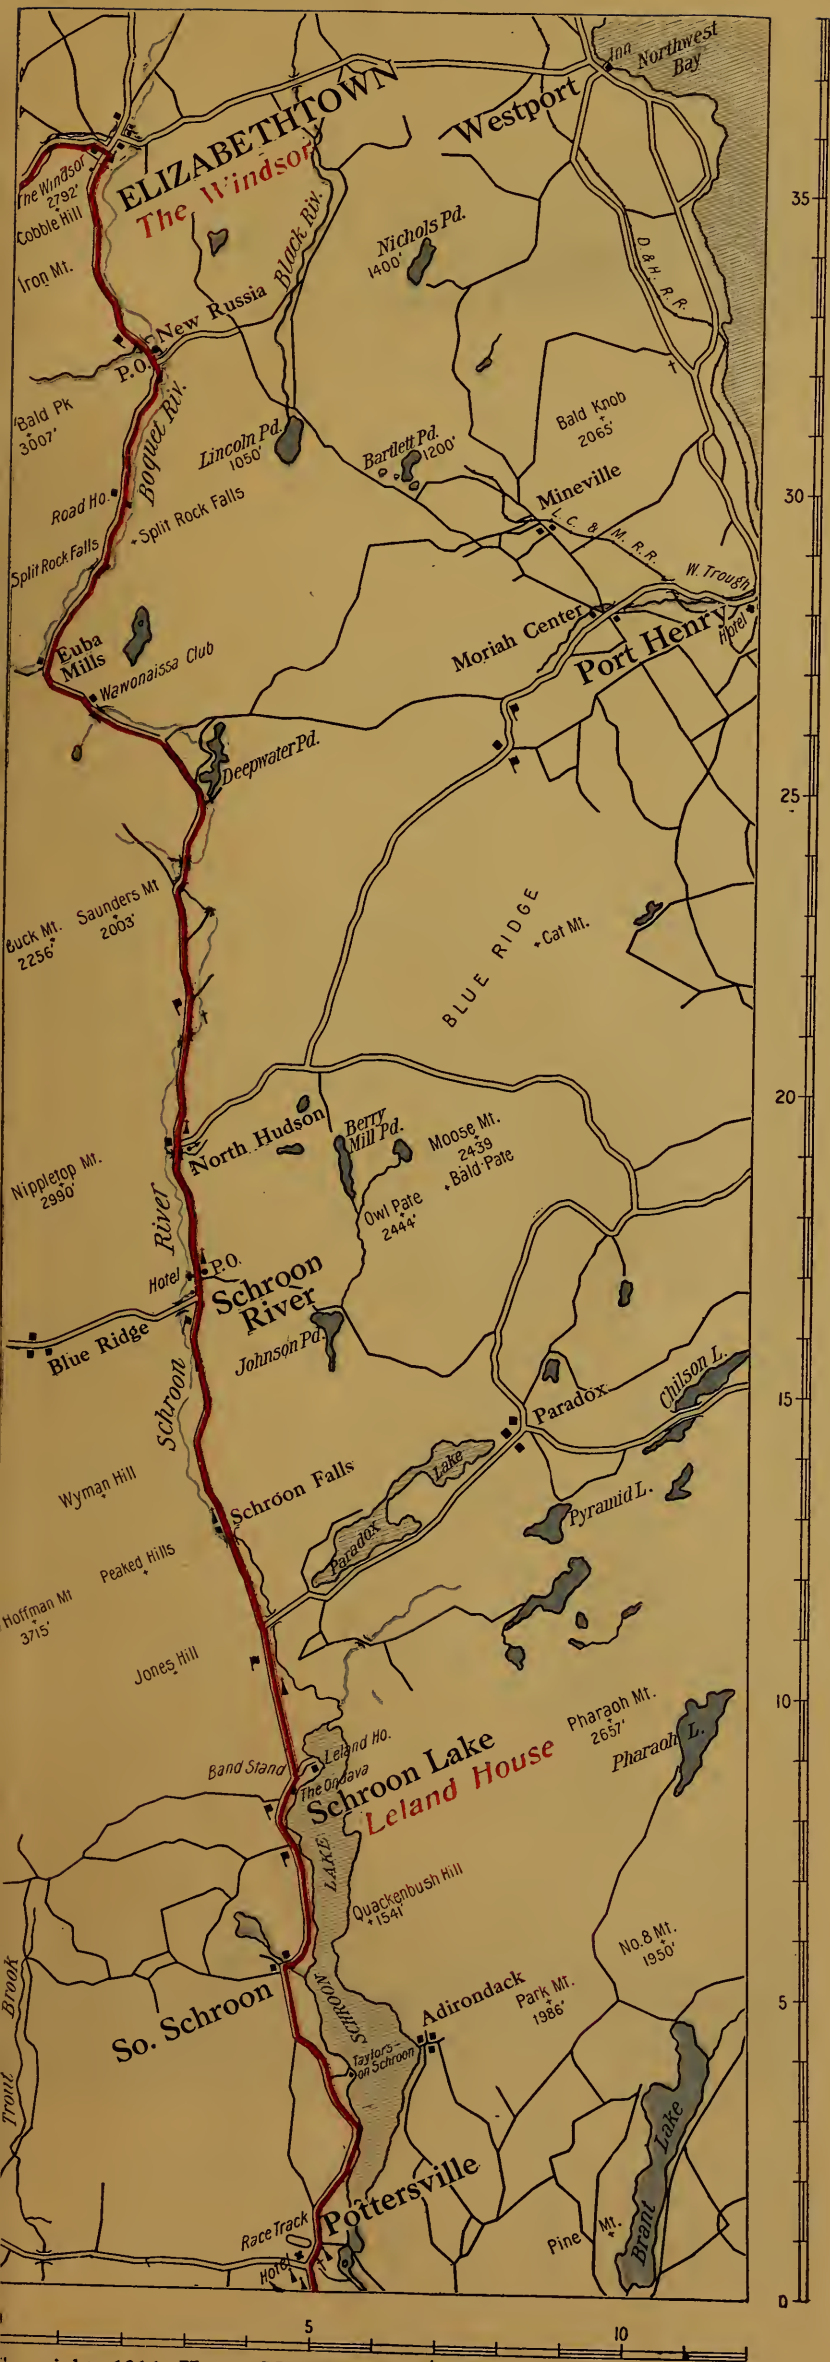 Inn
Northwest
Bay
Westport
ELIZABETHTOWN
The Windsor
The Windsor
2792'
Cobble Hill
Iron Mt.
Black Riv.
Nichols Pd.
1400'
D.& H. R. R.
35
New Russia
P.O.
Boquet Riv.
Bald Pk
3007'
Lincoln Pd.
1050'
Bartlett Pd.
1200'
Bald Knob
2065'
Mineville
30
Road Ho.
Split Rock Falls
Split Rock Falls
L. C. & M. R. R.
W. Trough
Moriah Center
Port Henry
Hotel
Euba
Mills
Wawonaissa Club
Deepwater Pd.
25
Saunders Mt
2003'
Buck Mt.
2256'
BLUE RIDGE
Cat Mt.
20
North Hudson
Berry
Mill Pd.
Moose Mt.
2439
Bald Pate
Nippletop Mt.
2990'
Owl Pate
2444'
River
Hotel
P.O.
Schroon
River
Blue Ridge
Johnson Pd.
Schroon
Chilson L.
15
Paradox
Wyman Hill
Schroon Falls
Lake
Paradox
Pyramid L.
Peaked Hills
Hoffman Mt
3715'
Jones Hill
10
Pharaoh Mt.
2657'
Pharaoh L.
Band Stand
Leland Ho.
The Ondava
Schroon Lake
Leland House
LAKE
Quackenbush Hill
1541'
No.8 Mt.
1950'
Trout Brook
So. Schroon
SCHROON
Adirondack
Park Mt.
1986'
5
Taylors-
on Schroon
Brant Lake
Pottersville
Race Track
Hotel
Pine Mt.
0
5
10